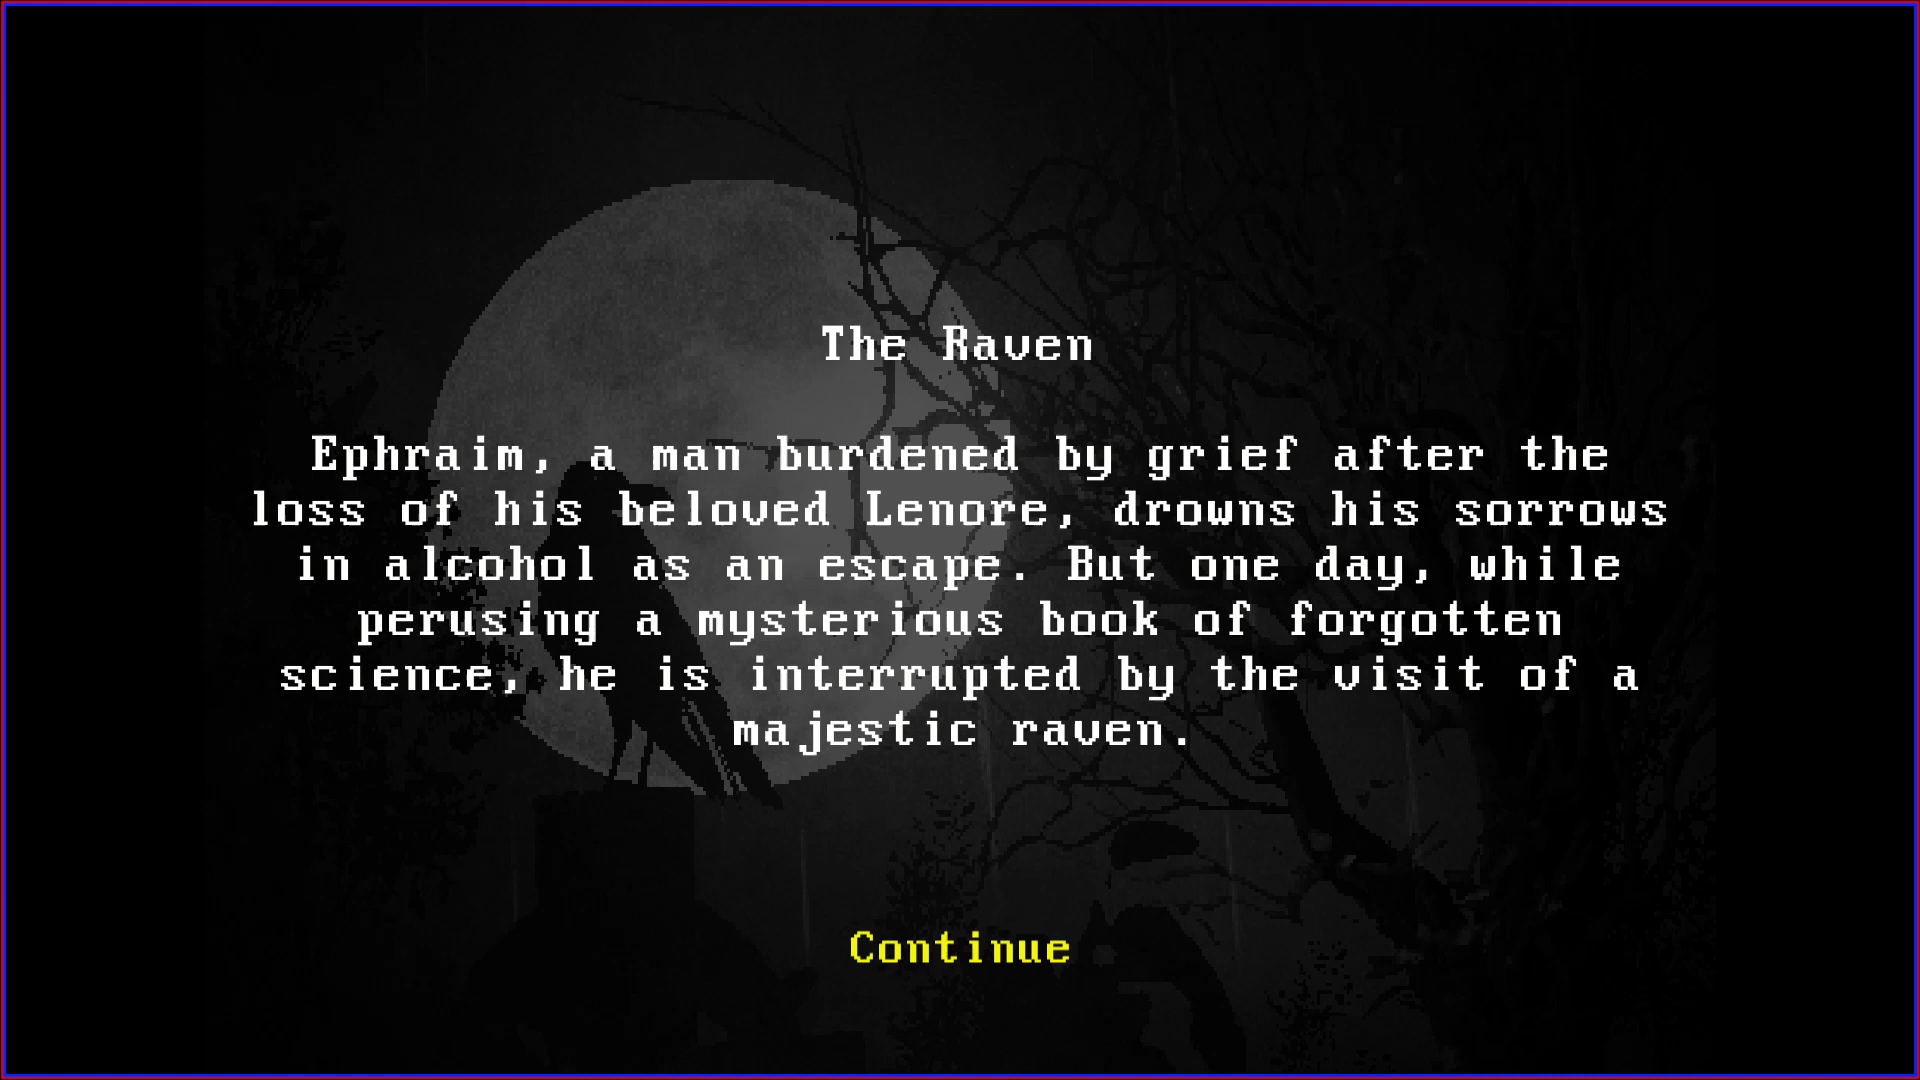 The Raven
Ephraim, a man burdened by grief after the
loss of his beloved Lenore, drowns his sorrows
in alcohol as an escape. But one day, while
perusing a mysterious book of forgotten
science, he is interrupted by the visit of a
majestic raven.
Continue